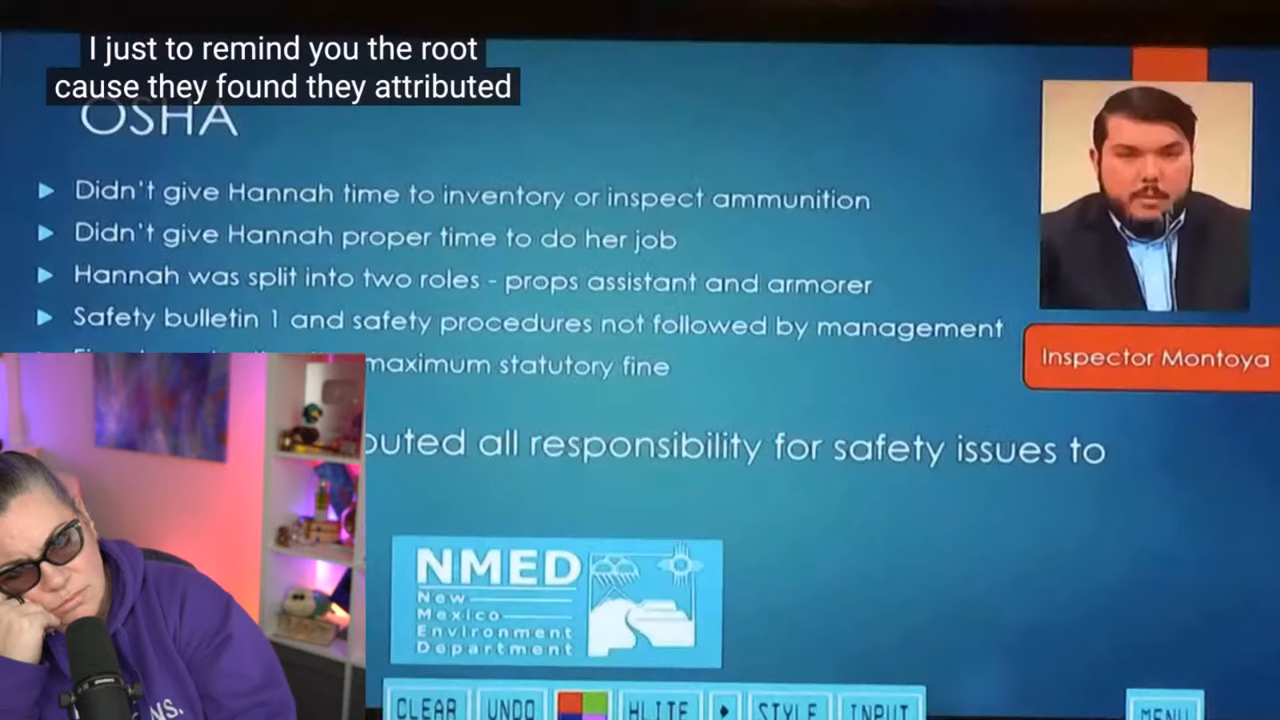 I just to remind you the root
cause they found they attributed
OSHA
Didn't give Hannah time to inventory or inspect ammunition
Didn't give Hannah proper time to do her job
Hannah was split into two roles - props assistant and armorer
Safety bulletin 1 and safety procedures not followed by management
maximum statutory fine
Inspector Montoya
all responsibility for safety issues to
NMED
New
Mexico
Environment
Department
CLEAR UNDO HLITE STYLE INPUT MENU